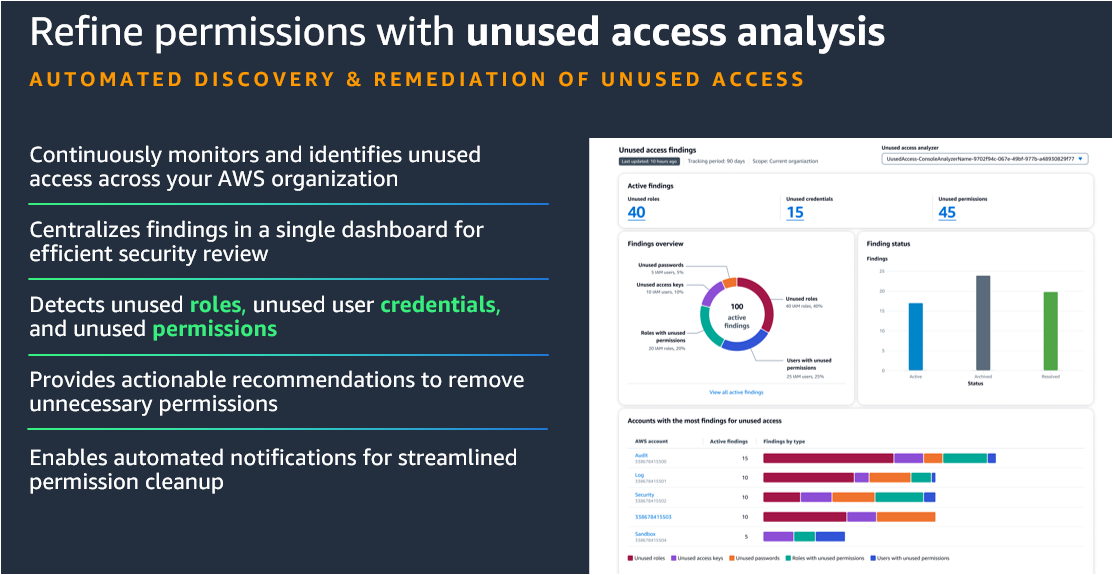 Refine permissions with unused access analysis
AUTOMATED DISCOVERY & REMEDIATION OF UNUSED ACCESS
Continuously monitors and identifies unused
access across your AWS organization
Centralizes findings in a single dashboard for
efficient security review
Detects unused roles, unused user credentials,
and unused permissions
Provides actionable recommendations to remove
unnecessary permissions
Enables automated notifications for streamlined
permission cleanup
Unused access findings
Last updated: 10 hours ago Tracking period: 90 days Scope: Current organization
Unused access analyzer
UusedAccess-ConsoleAnalyzerName-9702f94c-067e-49bf-977b-a48930829f77
Active findings
Unused roles
40
Unused credentials
15
Unused permissions
45
Findings overview
Unused passwords
5 IAM users, 5%
Unused access keys
10 IAM users, 10%
Roles with unused
permissions
20 IAM roles, 20%
100
active
findings
Unused roles
40 IAM roles, 40%
Users with unused
permissions
25 IAM users, 25%
View all active findings
Finding status
Findings
25
20
15
10
5
0
Active Archived Resolved
Status
Accounts with the most findings for unused access
AWS account Active findings Findings by type
Audit 15
338678415500
Log 10
338678415501
Security 10
338678415502
338678415503 10
Sandbox 5
338678415504
Unused roles Unused access keys Unused passwords Roles with unused permissions Users with unused permissions